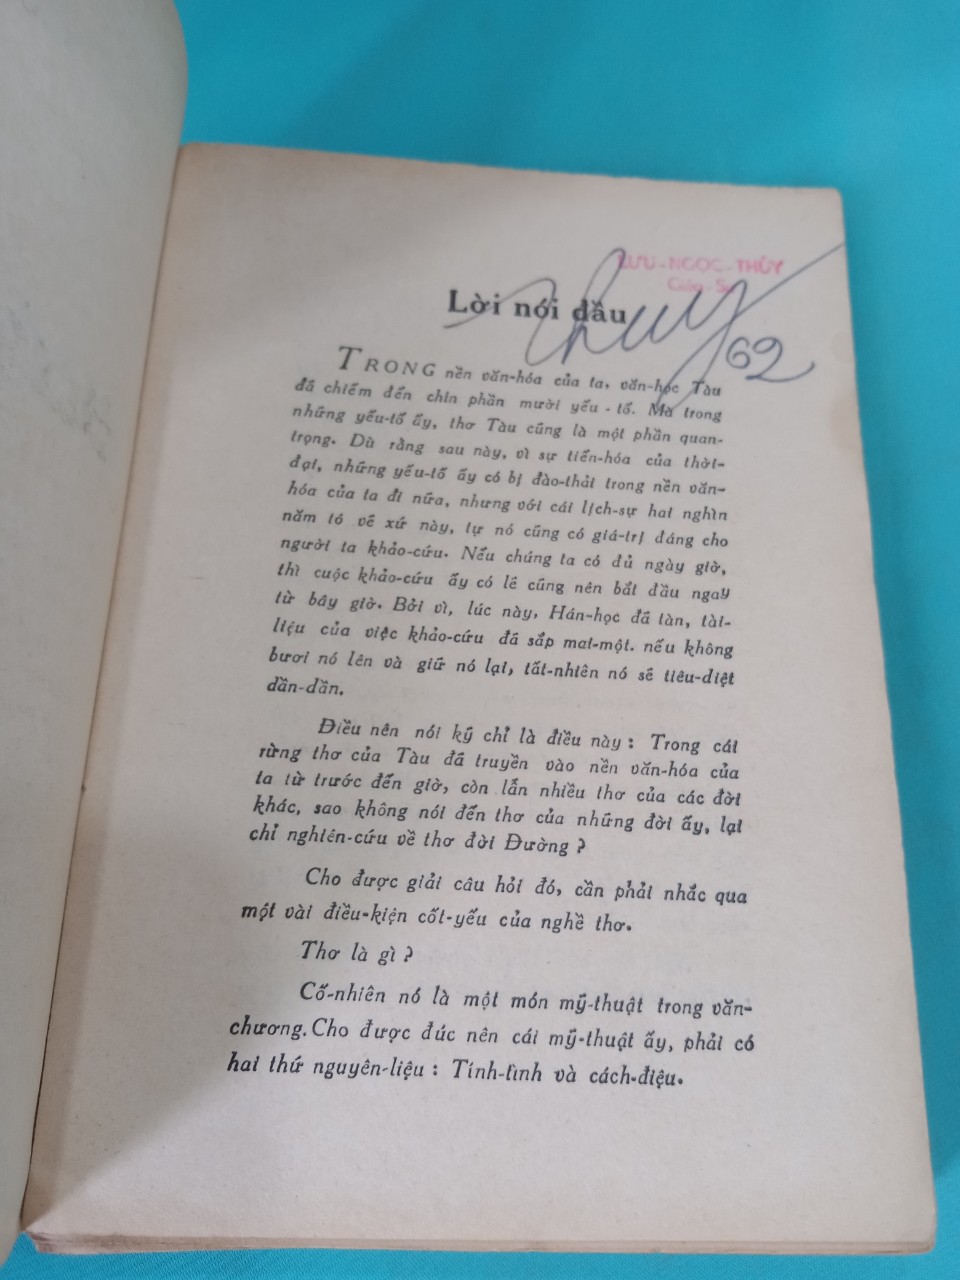 LƯU-NGỌC-THỦY
Giáo-Sư
Lời nói đầu
Thuy
62
TRONG nền văn-hóa của ta, văn-học Tàu
đã chiếm đến chín phần mười yếu-tố. Mà trong
những yếu-tố ấy, thơ Tàu cũng là một phần quan-
trọng. Dù rằng sau này, vì sự tiến-hóa của thời-
đại, những yếu-tố ấy có bị đào-thải trong nền văn-
hóa của ta đi nữa, nhưng với cái lịch-sự hai nghìn
năm tỏ về xứ này, tự nó cũng có giá-trị đáng cho
người ta khảo-cứu. Nếu chúng ta có đủ ngày giờ,
thì cuộc khảo-cứu ấy có lẽ cũng nên bắt đầu ngay
từ bây giờ. Bởi vì, lúc này, Hán-học đã tàn, tài-
liệu của việc khảo-cứu đã sắp mai-một. nếu không
bươi nó lên và giữ nó lại, tất-nhiên nó sẽ tiêu-diệt
dần-dần.
Điều nên nói kỹ chỉ là điều này : Trong cái
rừng thơ của Tàu đã truyền vào nền văn-hóa của
ta từ trước đến giờ, còn lẫn nhiều thơ của các đời
khác, sao không nói đến thơ của những đời ấy, lại
chỉ nghiên-cứu về thơ đời Đường ?
Cho được giải câu hỏi đó, cần phải nhắc qua
một vài điều-kiện cốt-yếu của nghề thơ.
Thơ là gì ?
Cố-nhiên nó là một món mỹ-thuật trong văn-
chương. Cho được đúc nên cái mỹ-thuật ấy, phải có
hai thứ nguyên-liệu : Tính-tình và cách-điệu.